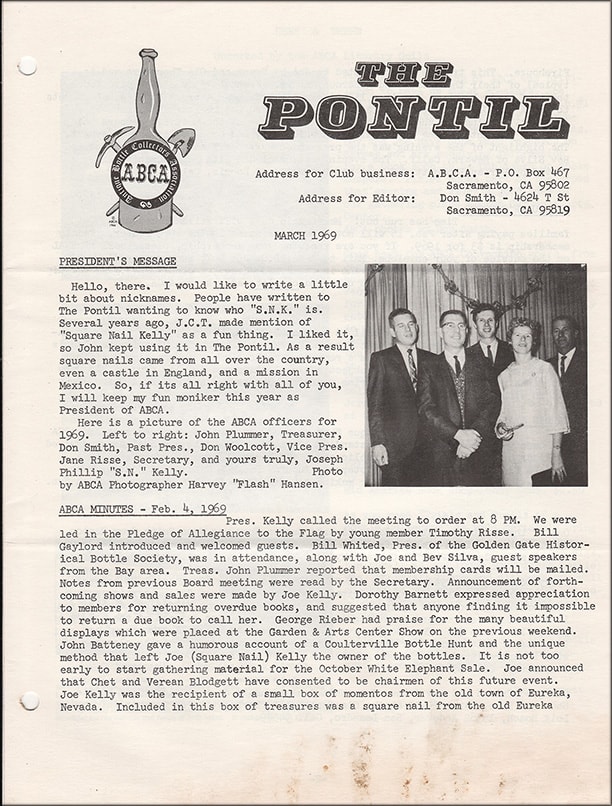 THE
PONTIL
Antique Bottle Collectors Association
ABCA
Address for Club business: A.B.C.A. - P.O. Box 467
Sacramento, CA 95802
Address for Editor: Don Smith - 4624 T St
Sacramento, CA 95819
MARCH 1969
PRESIDENT'S MESSAGE
Hello, there. I would like to write a little
bit about nicknames. People have written to
The Pontil wanting to know who "S.N.K." is.
Several years ago, J.C.T. made mention of
"Square Nail Kelly" as a fun thing. I liked it,
so John kept using it in The Pontil. As a result
square nails came from all over the country,
even a castle in England, and a mission in
Mexico. So, if its all right with all of you,
I will keep my fun moniker this year as
President of ABCA.
Here is a picture of the ABCA officers for
1969. Left to right: John Plummer, Treasurer,
Don Smith, Past Pres., Don Woolcott, Vice Pres.
Jane Risse, Secretary, and yours truly, Joseph
Phillip "S.N." Kelly. Photo
by ABCA Photographer Harvey "Flash" Hansen.
ABCA MINUTES - Feb. 4, 1969
Pres. Kelly called the meeting to order at 8 PM. We were
led in the Pledge of Allegiance to the Flag by young member Timothy Risse. Bill
Gaylord introduced and welcomed guests. Bill Whited, Pres. of the Golden Gate Histor-
ical Bottle Society, was in attendance, along with Joe and Bev Silva, guest speakers
from the Bay area. Treas. John Plummer reported that membership cards will be mailed.
Notes from previous Board meeting were read by the Secretary. Announcement of forth-
coming shows and sales were made by Joe Kelly. Dorothy Barnett expressed appreciation
to members for returning overdue books, and suggested that anyone finding it impossible
to return a due book to call her. George Rieber had praise for the many beautiful
displays which were placed at the Garden & Arts Center Show on the previous weekend.
John Batteney gave a humorous account of a Coulterville Bottle Hunt and the unique
method that left Joe (Square Nail) Kelly the owner of the bottles. It is not too
early to start gathering material for the October White Elephant Sale. Joe announced
that Chet and Verean Blodgett have consented to be chairmen of this future event.
Joe Kelly was the recipient of a small box of momentos from the old town of Eureka,
Nevada. Included in this box of treasures was a square nail from the old Eureka